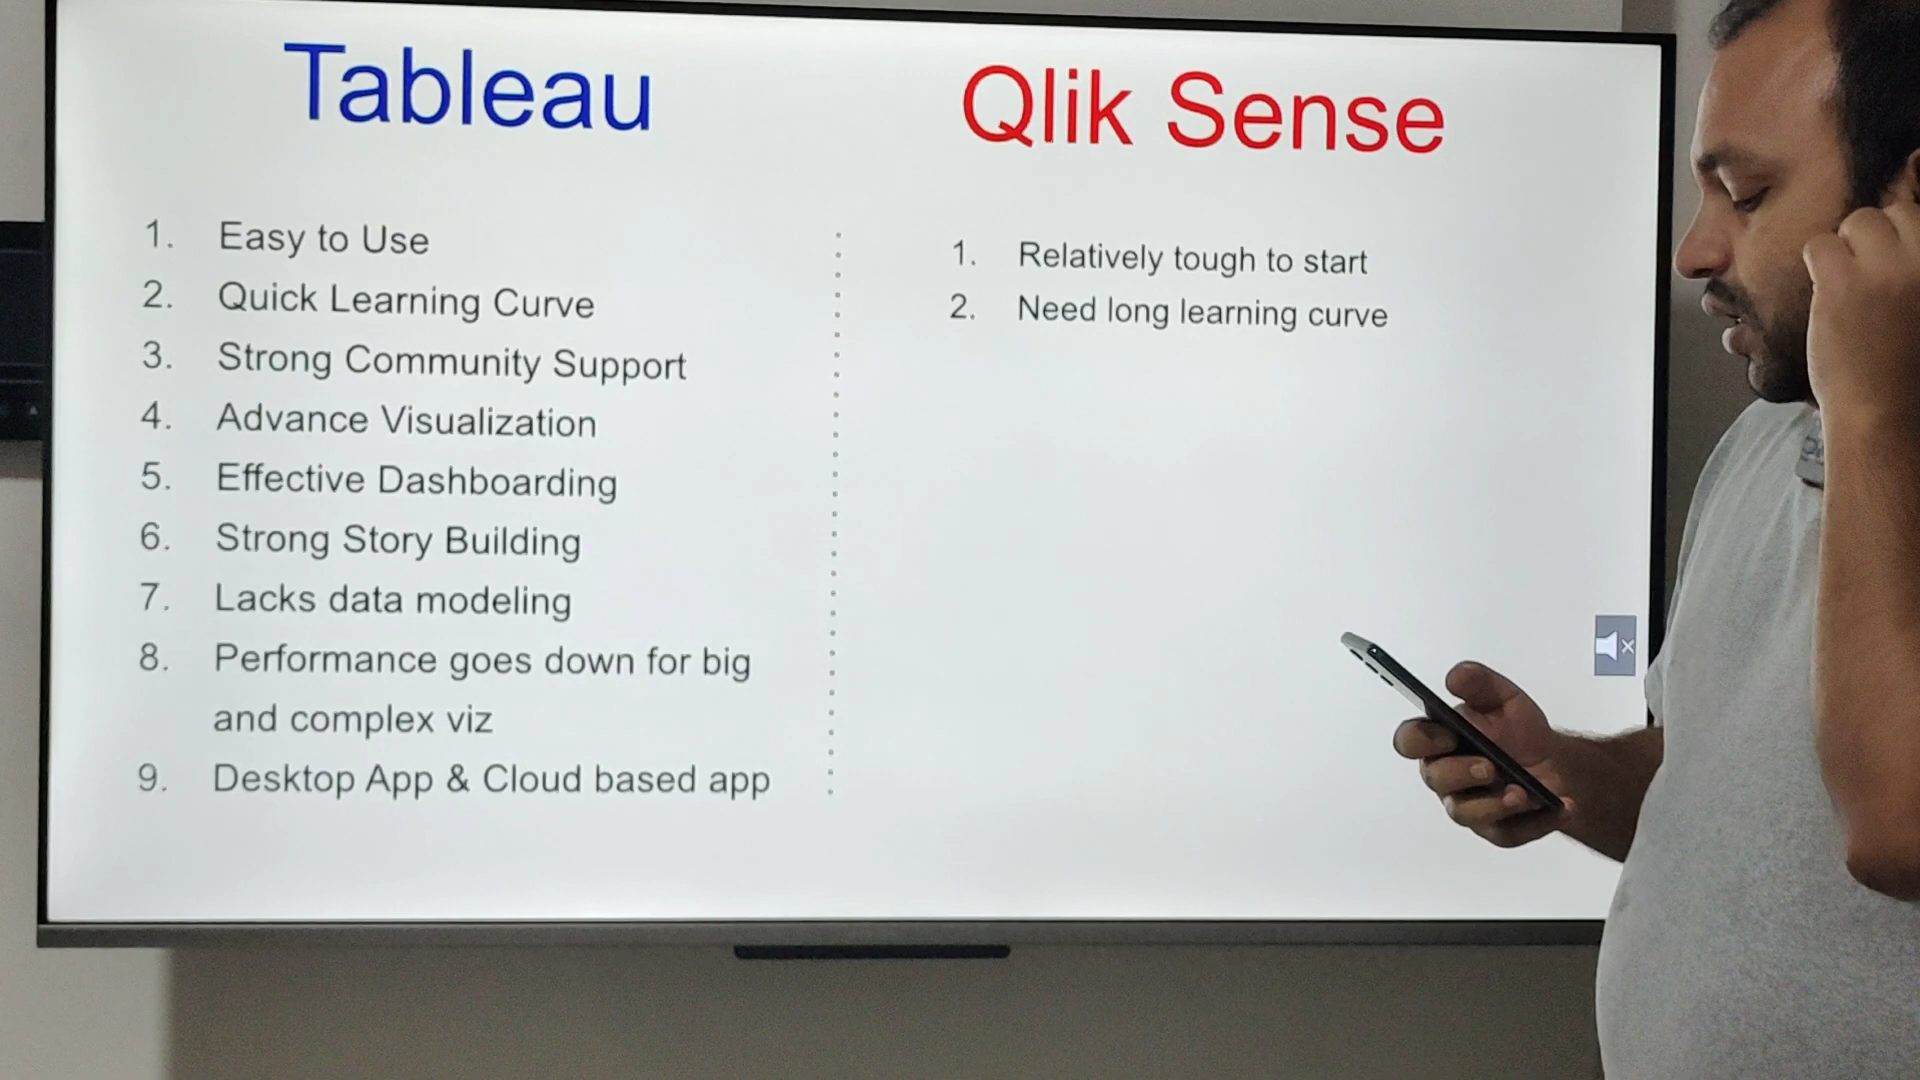 Tableau
1. Easy to Use
2. Quick Learning Curve
3. Strong Community Support
4. Advance Visualization
5. Effective Dashboarding
6. Strong Story Building
7. Lacks data modeling
8. Performance goes down for big
and complex viz
9. Desktop App & Cloud based app
Qlik Sense
1. Relatively tough to start
2. Need long learning curve